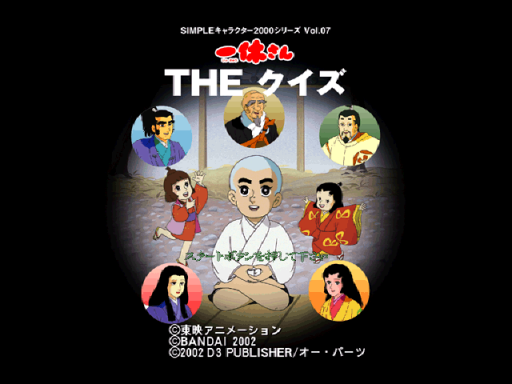 SIMPLEキャラクター2000シリーズ Vol.07
一休さん
THE クイズ
スタートボタンを押して下さい
©東映アニメーション
©BANDAI 2002
©2002 D3 PUBLISHER/オー・パーツ